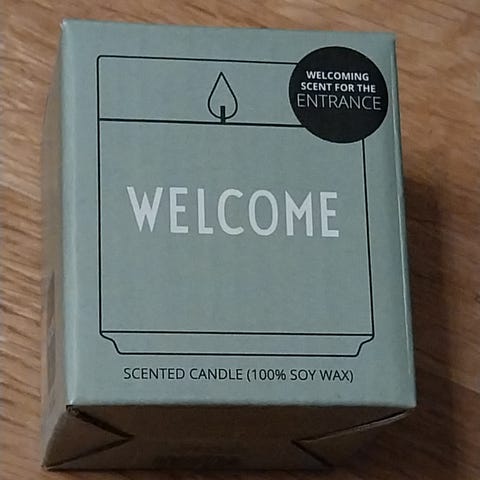 WELCOMING
SCENT FOR THE
ENTRANCE
WELCOME
SCENTED CANDLE (100% SOY WAX)